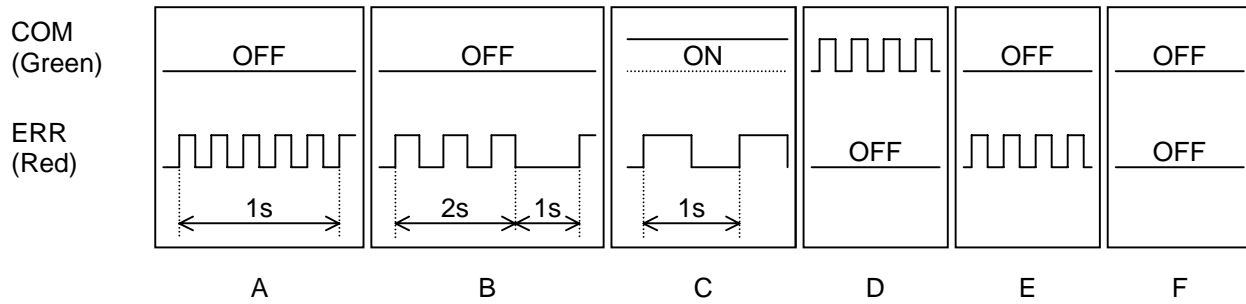 COM
(Green)
OFF OFF ON OFF OFF
ERR
(Red)
OFF OFF
1s 2s 1s 1s
A B C D E F